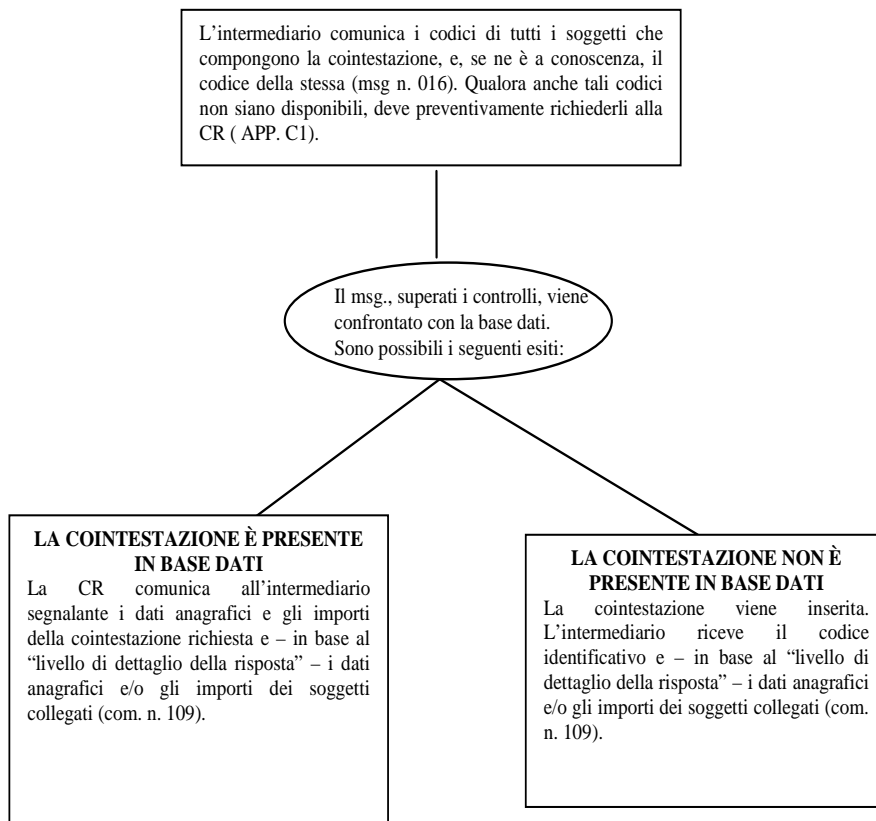 L’intermediario comunica i codici di tutti i soggetti che
compongono la cointestazione, e, se ne è a conoscenza, il
codice della stessa (msg n. 016). Qualora anche tali codici
non siano disponibili, deve preventivamente richiederli alla
CR ( APP. C1).
Il msg., superati i controlli, viene
confrontato con la base dati.
Sono possibili i seguenti esiti:
LA COINTESTAZIONE È PRESENTE
IN BASE DATI
La CR comunica all’intermediario
segnalante i dati anagrafici e gli importi
della cointestazione richiesta e – in base al
“livello di dettaglio della risposta” – i dati
anagrafici e/o gli importi dei soggetti
collegati (com. n. 109).
LA COINTESTAZIONE NON È
PRESENTE IN BASE DATI
La cointestazione viene inserita.
L’intermediario riceve il codice
identificativo e – in base al “livello di
dettaglio della risposta” – i dati anagrafici
e/o gli importi dei soggetti collegati (com.
n. 109).